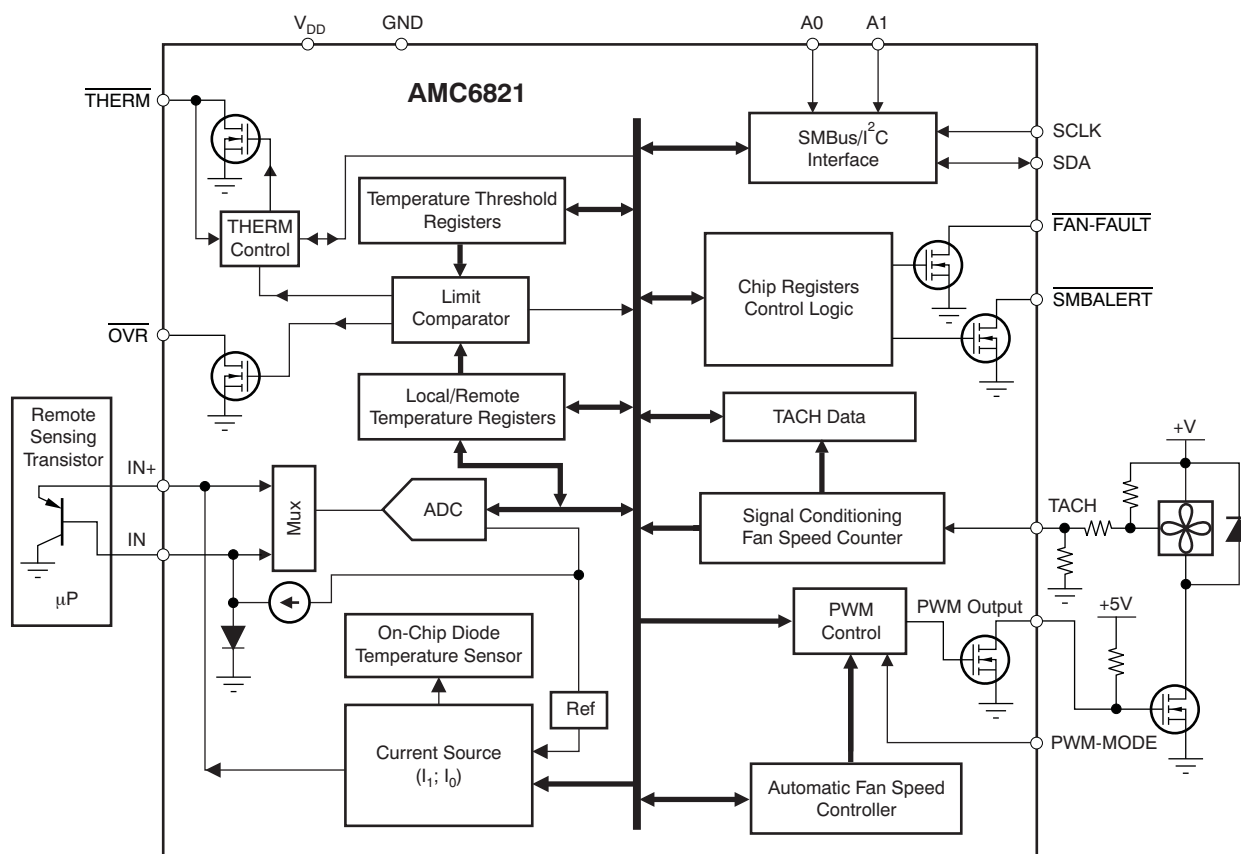 V_DD
GND
A0
A1
AMC6821
THERM
SMBus/I²C
Interface
SCLK
SDA
Temperature Threshold
Registers
THERM
Control
FAN-FAULT
Chip Registers
Control Logic
Limit
Comparator
SMBALERT
OVR
Local/Remote
Temperature Registers
TACH Data
Remote
Sensing
Transistor
IN+
IN
μP
Mux
ADC
+V
TACH
Signal Conditioning
Fan Speed Counter
+5V
PWM Output
PWM
Control
On-Chip Diode
Temperature Sensor
Ref
Current Source
(I₁; I₀)
PWM-MODE
Automatic Fan Speed
Controller